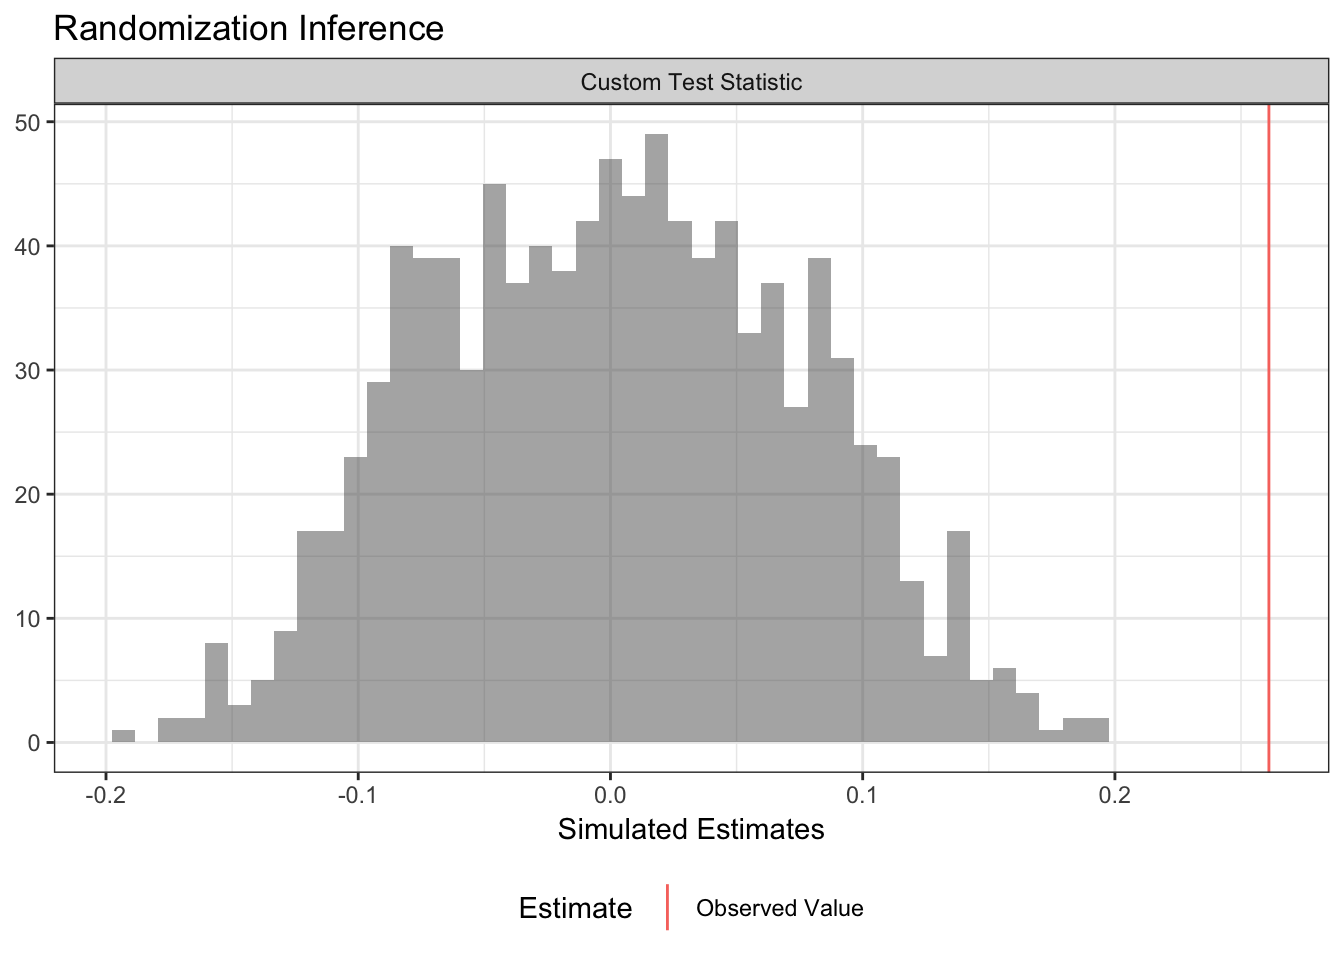 Randomization Inference
Custom Test Statistic
50
40
30
20
10
0
-0.2 -0.1 0.0 0.1 0.2
Simulated Estimates
Estimate Observed Value